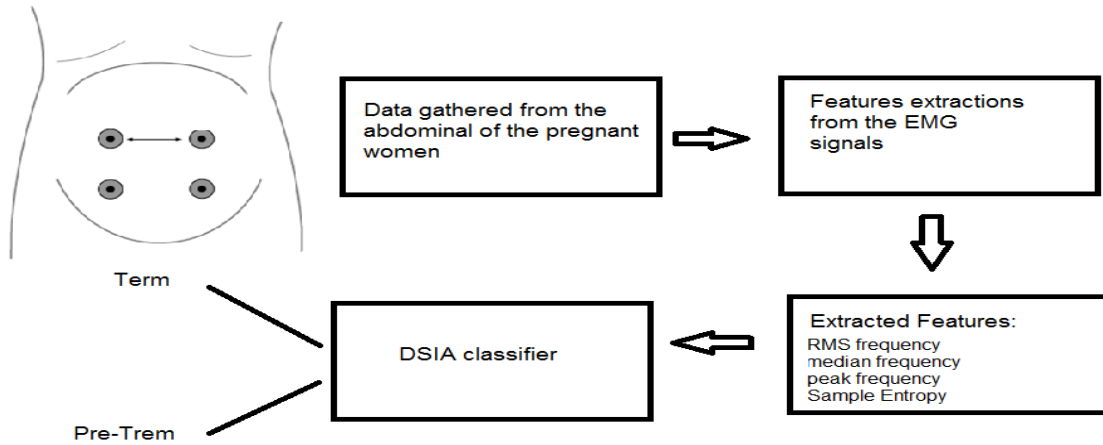 Data gathered from the
abdominal of the pregnant
women
Features extractions
from the EMG
signals
Extracted Features:
RMS frequency
median frequency
peak frequency
Sample Entropy
DSIA classifier
Term
Pre-Trem